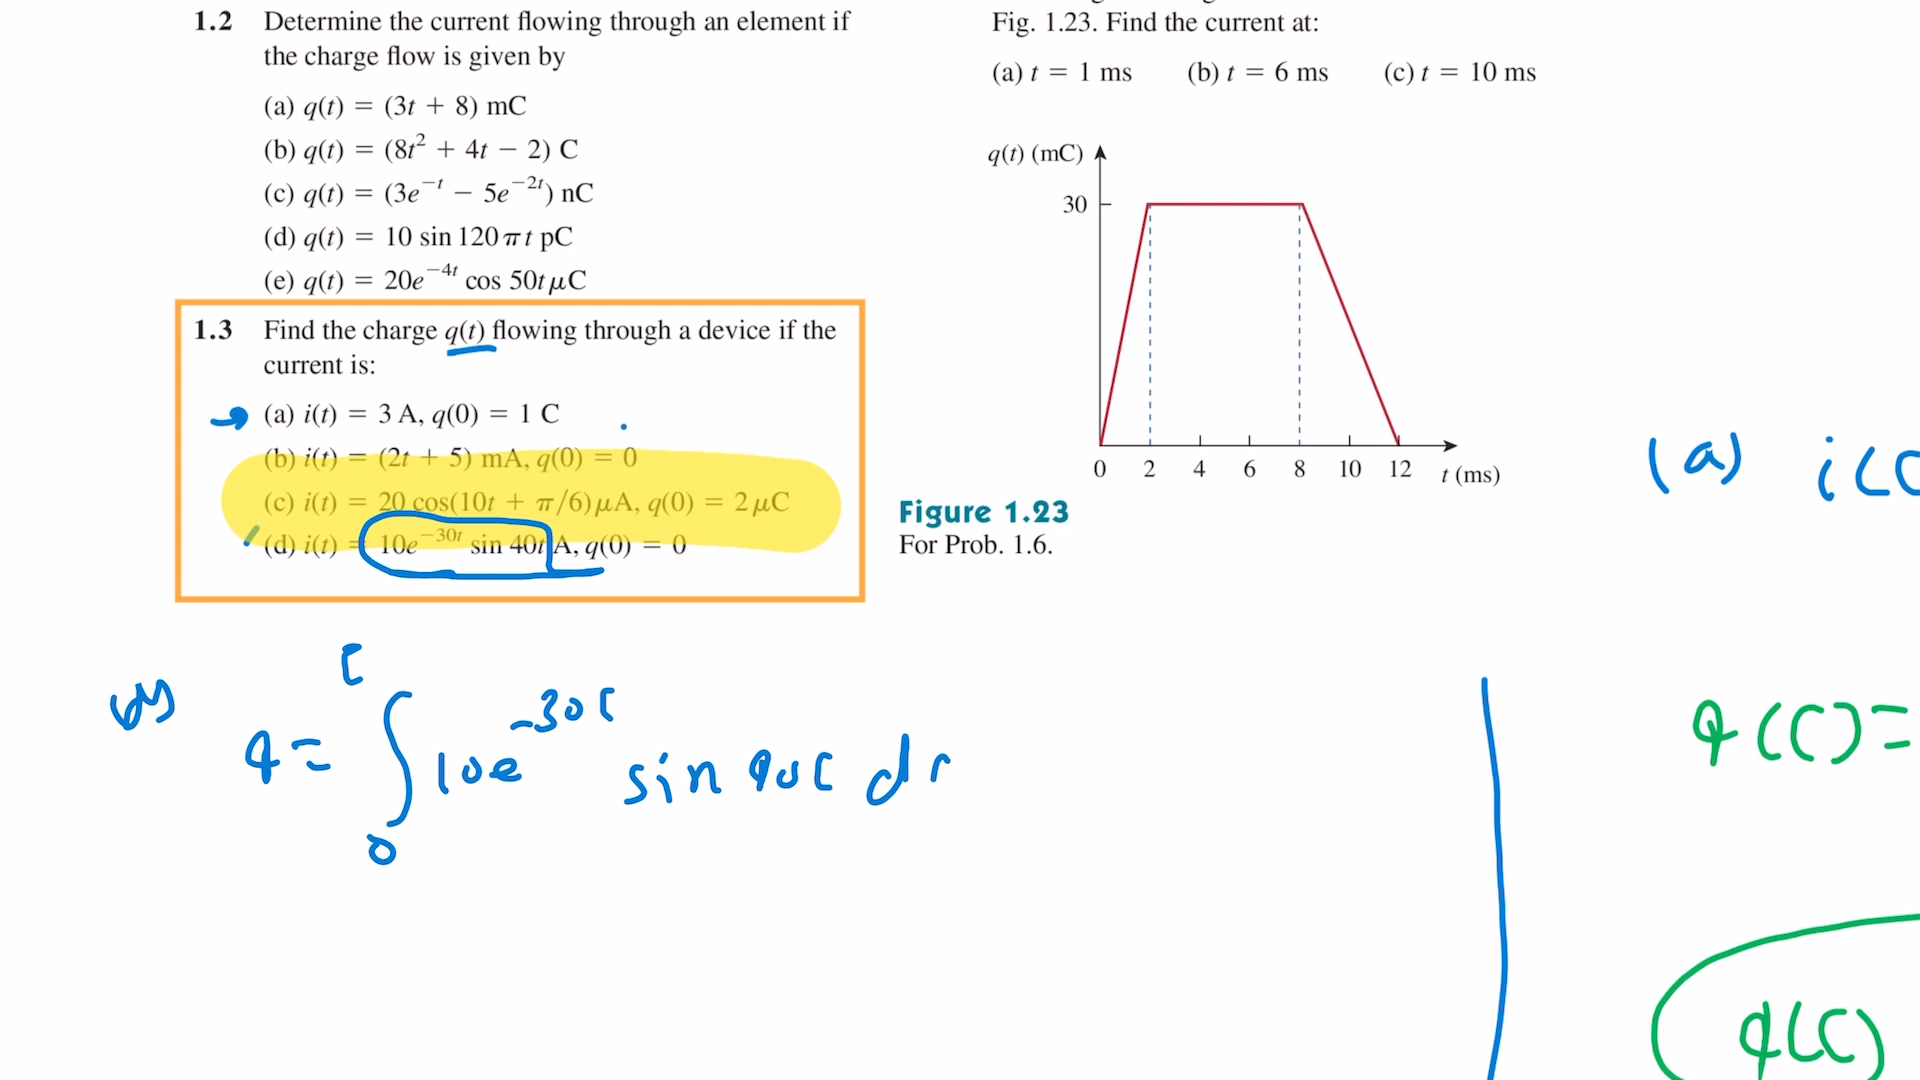 1.2 Determine the current flowing through an element if
the charge flow is given by
(a) q(t) = (3t + 8) mC
(b) q(t) = (8t² + 4t − 2) C
(c) q(t) = (3e⁻ᵗ − 5e⁻²ᵗ) nC
(d) q(t) = 10 sin 120πt pC
(e) q(t) = 20e⁻⁴ᵗ cos 50t μC
1.3 Find the charge q(t) flowing through a device if the
current is:
(a) i(t) = 3 A, q(0) = 1 C
(b) i(t) = (2t + 5) mA, q(0) = 0
(c) i(t) = 20 cos(10t + π/6) μA, q(0) = 2 μC
(d) i(t) = 10e⁻³⁰ᵗ sin 40t A, q(0) = 0
Fig. 1.23. Find the current at:
(a) t = 1 ms (b) t = 6 ms (c) t = 10 ms
q(t) (mC)
30
0 2 4 6 8 10 12 t (ms)
Figure 1.23
For Prob. 1.6.
q = ∫₀ᵗ 10e⁻³⁰ᵗ sin 40t dt
(a) i(t
q(t) =
q(t)